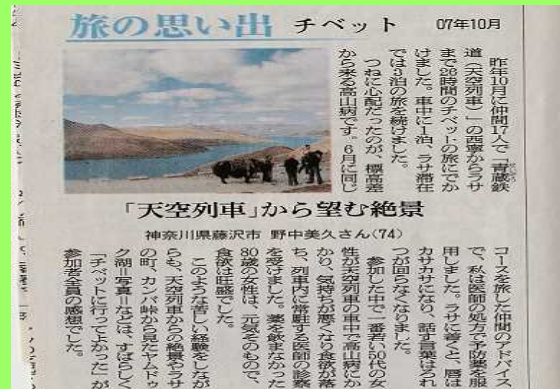 旅の思い出 チベット 07年10月
昨年10月に仲間17人で「青蔵鉄
道(天空列車)」の西寧からラサ
まで26時間のチベットの旅にでか
けました。車中に1泊、ラサ滞在
では3泊の旅を続けました。
つねに心配だったのが、標高差
から来る高山病です。6月に同じ
「天空列車」から望む絶景
神奈川県藤沢市 野中美久さん(74)
コースを旅した仲間のアドバイス
で、私は医師の処方で予防薬を服
用しました。ラサに着くと、唇は
カサカサになり、話す言葉はろれ
つが回らなくなりました。
参加した中で一番若い50代の女
性が天空列車の車中で高山病にか
かり、気持ちが悪くなり食欲が落
ち、列車内に常駐する医師の酸素
を受けました。薬を飲まなかった
80歳の女性は、元気そのもので、
食欲は旺盛でした。
このような苦しい経験をしなが
らも、天空列車からの絶景やラサ
の町、カンパ峠から見たヤムドゥ
ク湖=写真=などは、すばらしく
「チベットに行ってよかった」が
参加者全員の感想でした。